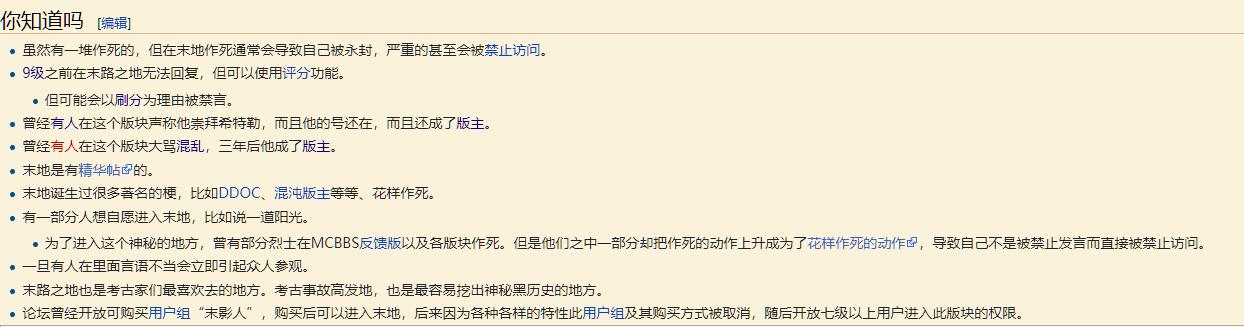 你知道吗 [编辑]
虽然有一堆作死的，但在末地作死通常会导致自己被永封，严重的甚至会被禁止访问。
9级之前在末路之地无法回复，但可以使用评分功能。
但可能会以刷分为理由被禁言。
曾经有人在这个版块声称他崇拜希特勒，而且他的号还在，而且还成了版主。
曾经有人在这个版块大骂混乱，三年后他成了版主。
末地是有精华帖的。
末地诞生过很多著名的梗，比如DDOC、混沌版主等等、花样作死。
有一部分人想自愿进入末地，比如说一道阳光。
为了进入这个神秘的地方，曾有部分烈士在MCBBS反馈版以及各版块作死。但是他们之中一部分却把作死的动作上升成为了花样作死的动作，导致自己不是被禁止发言而直接被禁止访问。
一旦有人在里面言语不当会立即引起众人参观。
末路之地也是考古家们最喜欢去的地方。考古事故高发地，也是最容易挖出神秘黑历史的地方。
论坛曾经开放可购买用户组“末影人”，购买后可以进入末地，后来因为各种各样的特性此用户组及其购买方式被取消，随后开放七级以上用户进入此版块的权限。